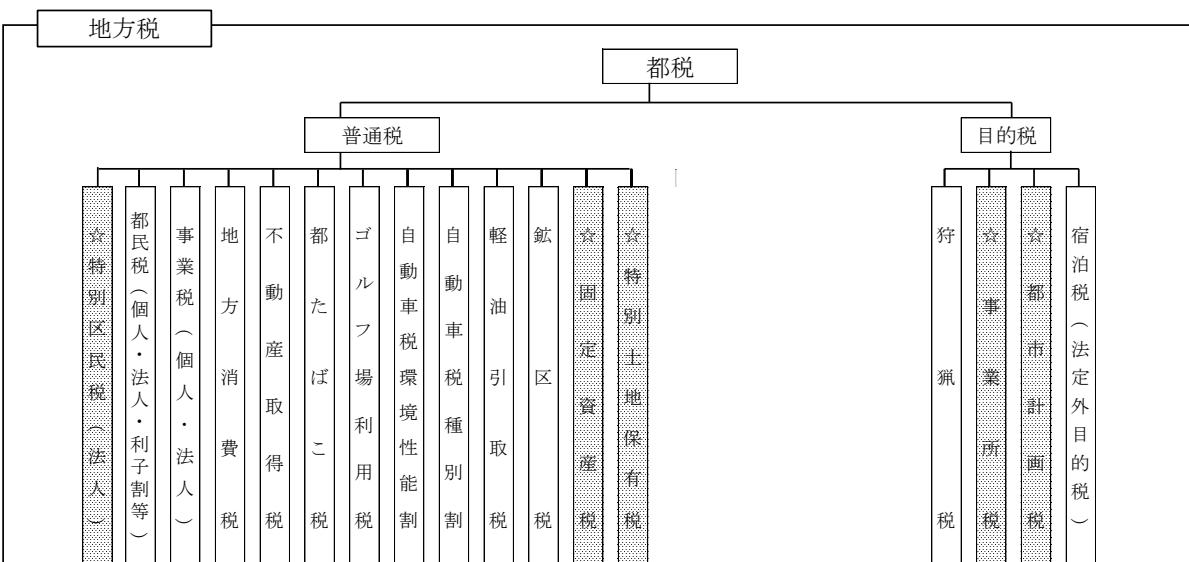 地方税
都税
普通税
目的税
☆特別区民税（法人）
都民税（個人・法人・利子割等）
事業税（個人・法人）
地方消費税
不動産取得税
都たばこ税
ゴルフ場利用税
自動車税環境性能割
自動車税種別割
軽油引取税
鉱区税
☆固定資産税
☆特別土地保有税
狩猟税
☆事業所税
☆都市計画税
宿泊税（法定外目的税）